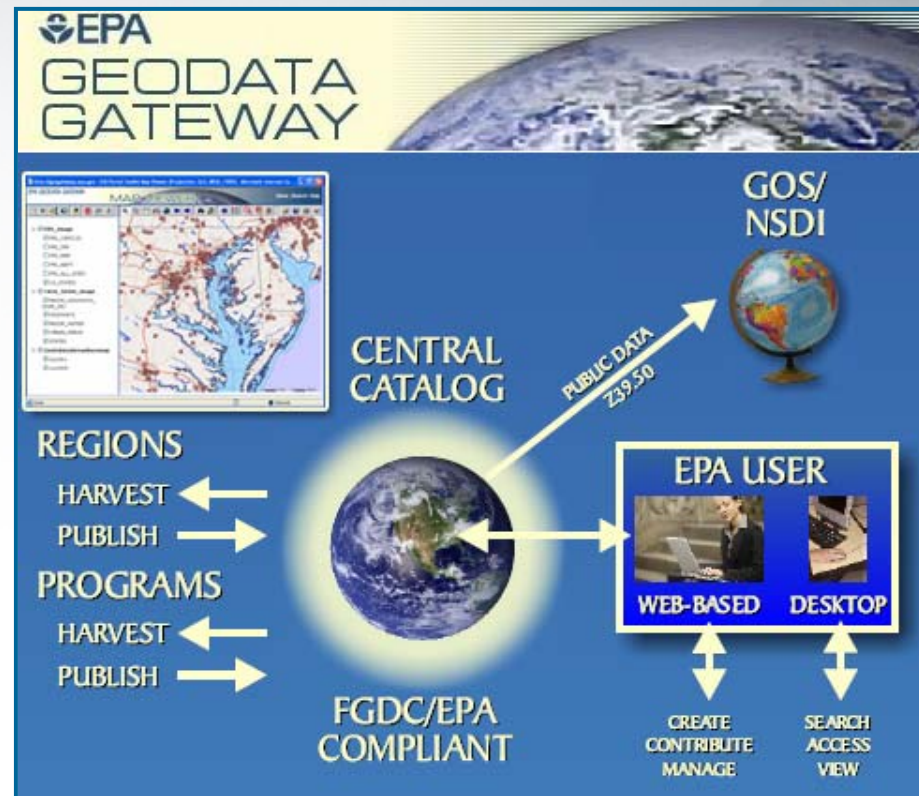 EPA
GEODATA
GATEWAY
GOS/
NSDI
CENTRAL
CATALOG
PUBLIC DATA
Z39.50
REGIONS
HARVEST
PUBLISH
PROGRAMS
HARVEST
PUBLISH
EPA USER
WEB-BASED
DESKTOP
FGDC/EPA
COMPLIANT
CREATE
CONTRIBUTE
MANAGE
SEARCH
ACCESS
VIEW